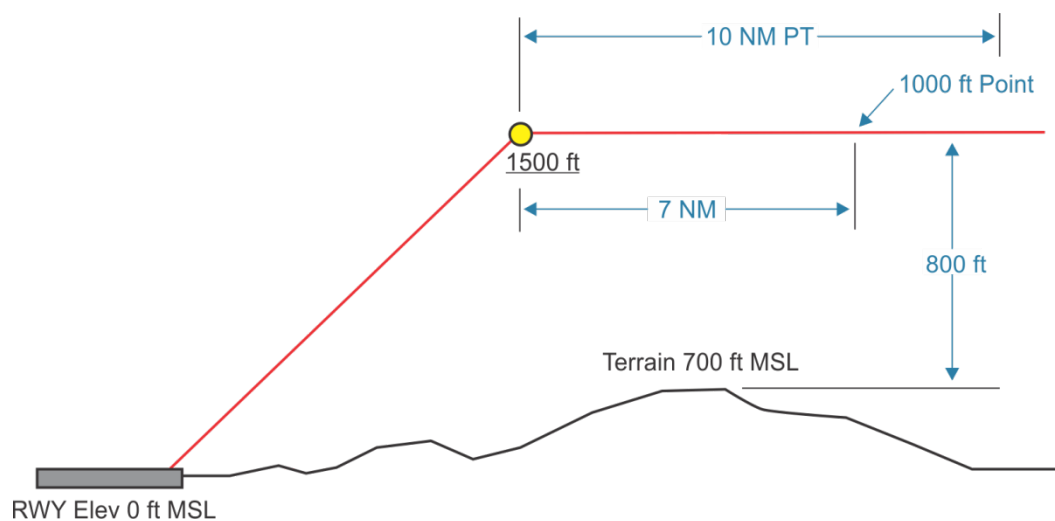 10 NM PT
1000 ft Point
1500 ft
7 NM
800 ft
Terrain 700 ft MSL
RWY Elev 0 ft MSL